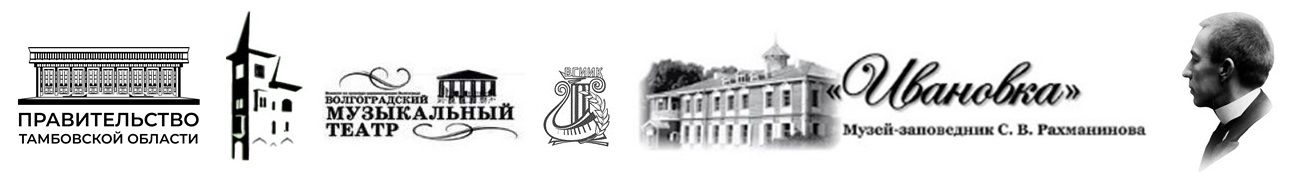 ПРАВИТЕЛЬСТВО
ТАМБОВСКОЙ ОБЛАСТИ
ВОЛГОГРАДСКИЙ
МУЗЫКАЛЬНЫЙ
ТЕАТР
ВГИИК
«Ивановка»
Музей-заповедник С. В. Рахманинова